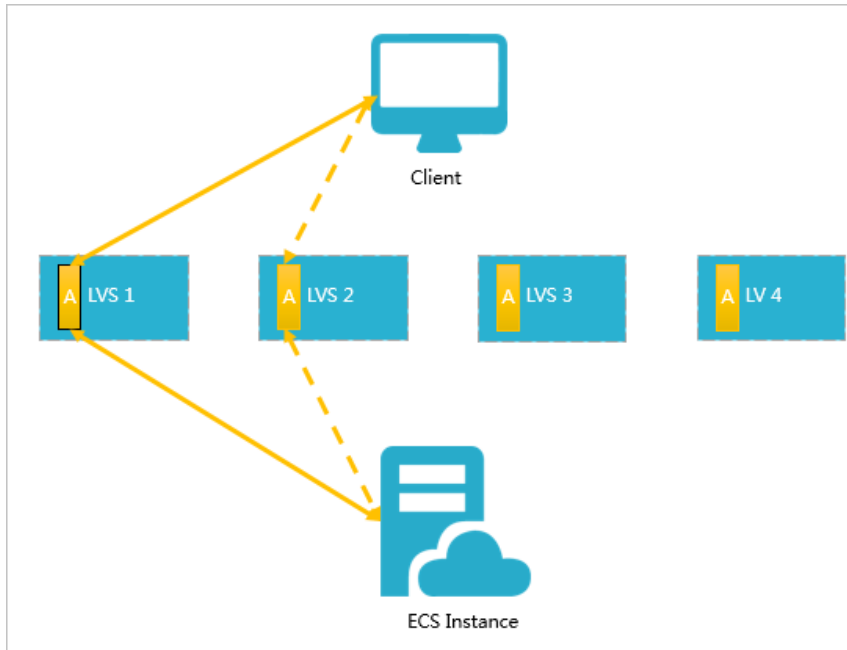 Client
A LVS 1
A LVS 2
A LVS 3
A LV 4
ECS Instance